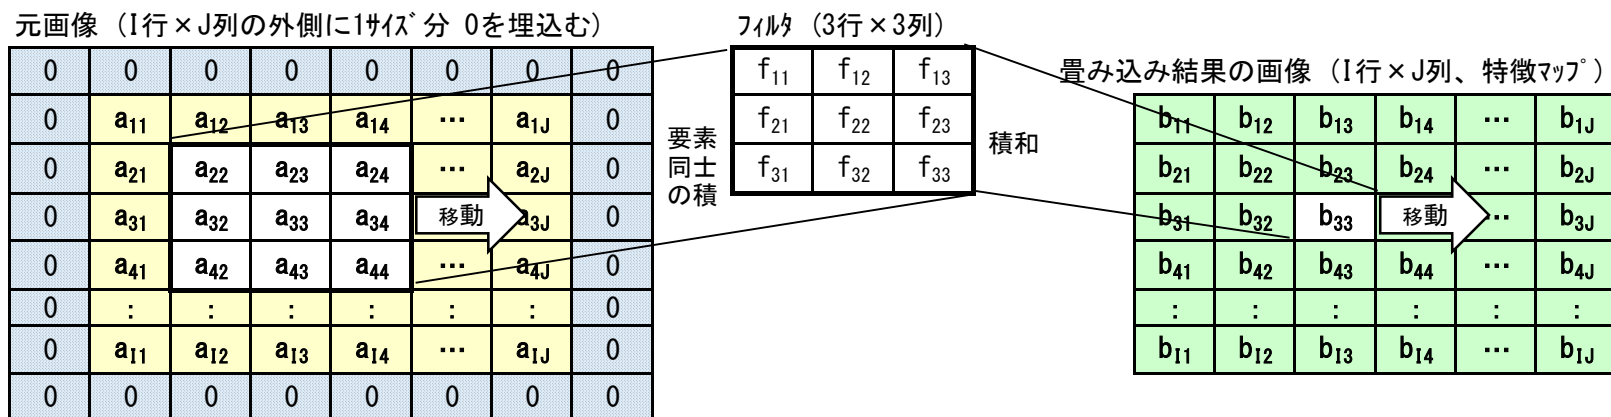 元画像（I行×J列の外側に1ｻｲｽﾞ分 0を埋込む）
0 0 0 0 0 0 0 0
0 a11 a12 a13 a14 … a1J 0
0 a21 a22 a23 a24 … a2J 0
0 a31 a32 a33 a34 移動 a3J 0
0 a41 a42 a43 a44 … a4J 0
0 : : : : : : 0
0 aI1 aI2 aI3 aI4 … aIJ 0
0 0 0 0 0 0 0 0
要素
同士
の積
ﾌｨﾙﾀ（3行×3列）
f11 f12 f13
f21 f22 f23
f31 f32 f33
積和
畳み込み結果の画像（I行×J列、特徴ﾏｯﾌﾟ）
b11 b12 b13 b14 … b1J
b21 b22 b23 b24 … b2J
b31 b32 b33 移動 … b3J
b41 b42 b43 b44 … b4J
: : : : : :
bI1 bI2 bI3 bI4 … bIJ